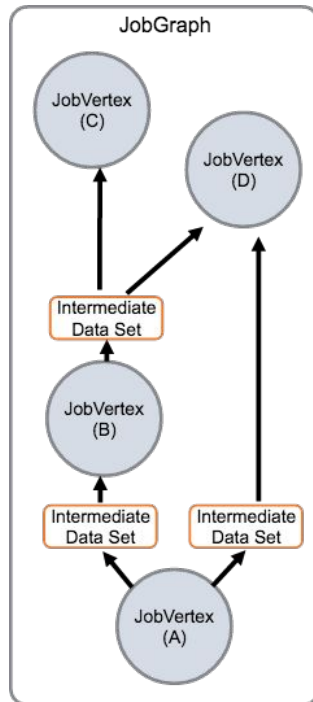 JobGraph
JobVertex
(C)
JobVertex
(D)
Intermediate
Data Set
JobVertex
(B)
Intermediate
Data Set
Intermediate
Data Set
JobVertex
(A)